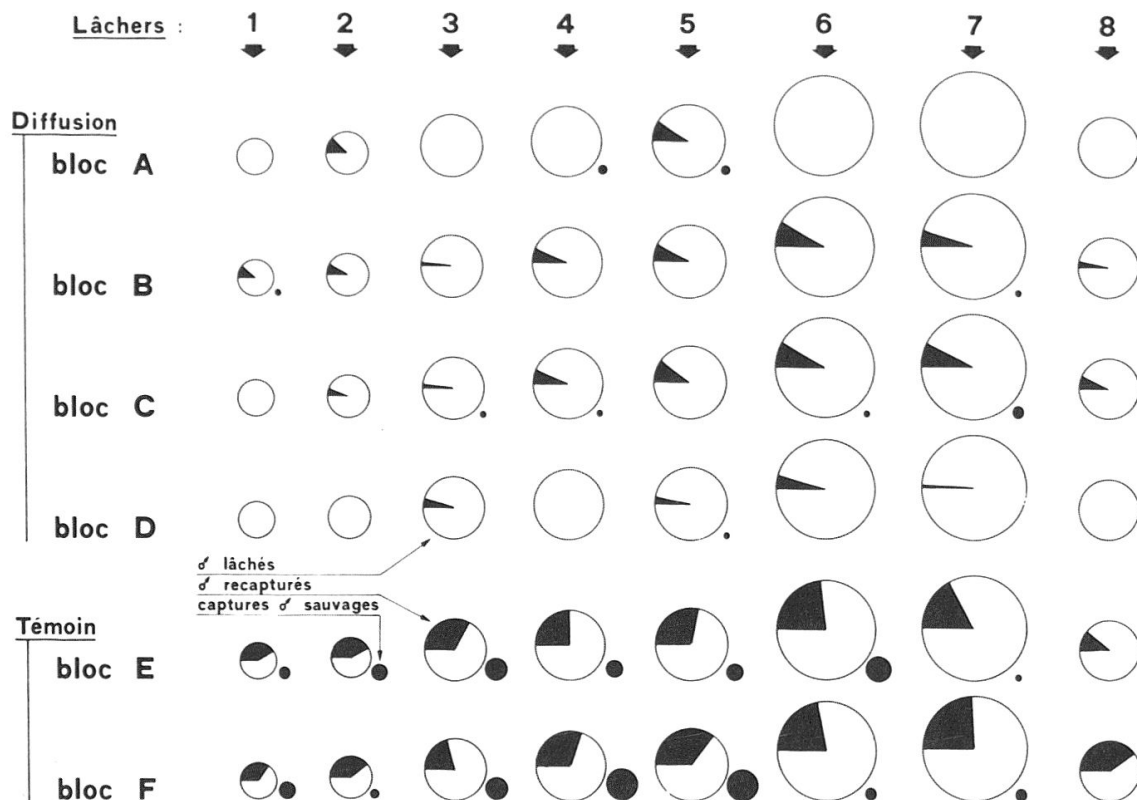 Lâchers : 1 2 3 4 5 6 7 8
Diffusion
bloc A
bloc B
bloc C
bloc D
♂ lâchés
♂ recapturés
captures ♂ sauvages
Témoin
bloc E
bloc F